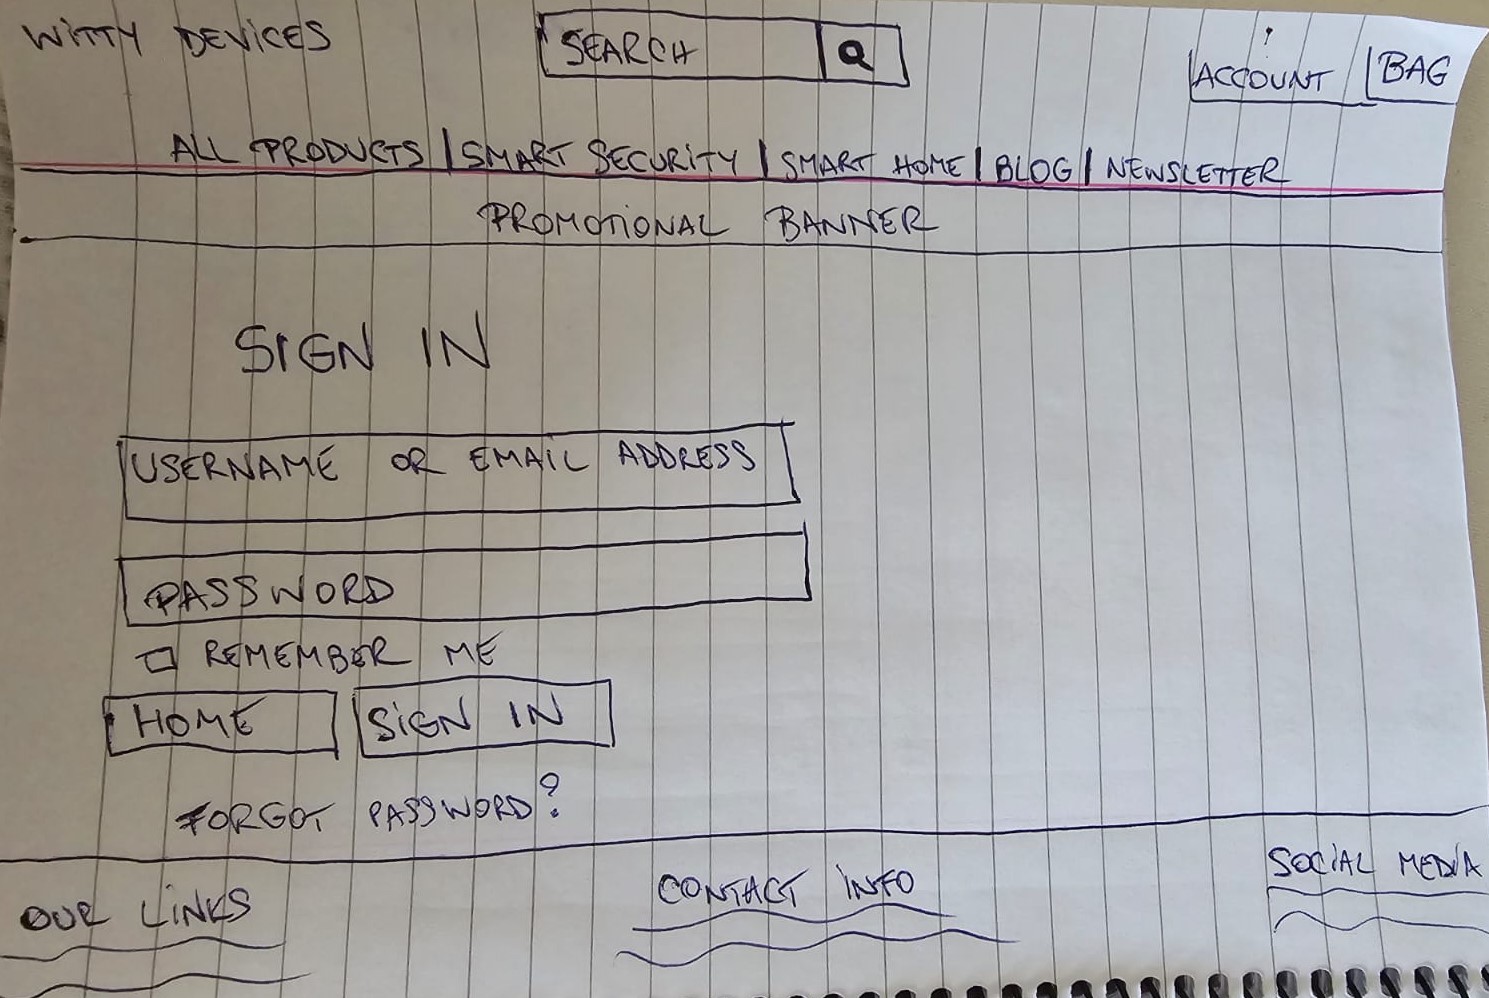 WITTY DEVICES
SEARCH Q
ACCOUNT | BAG
ALL PRODUCTS | SMART SECURITY | SMART HOME | BLOG | NEWSLETTER
PROMOTIONAL BANNER
SIGN IN
USERNAME OR EMAIL ADDRESS
PASSWORD
REMEMBER ME
HOME SIGN IN
FORGOT PASSWORD?
OUR LINKS CONTACT INFO SOCIAL MEDIA